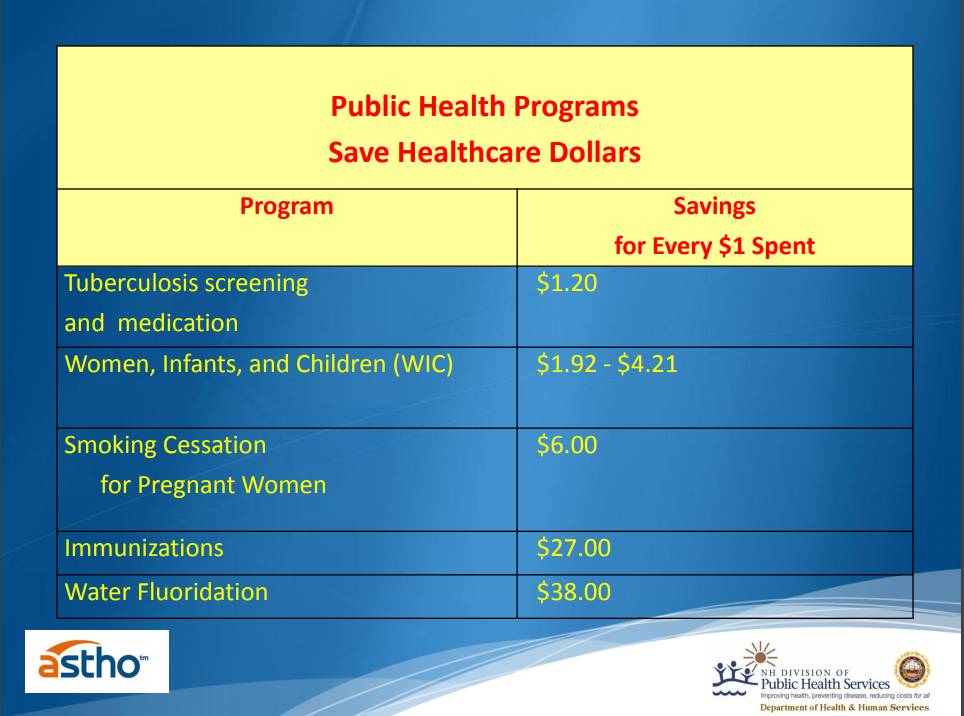 Public Health Programs
Save Healthcare Dollars
Program
Savings
for Every $1 Spent
Tuberculosis screening
and medication
$1.20
Women, Infants, and Children (WIC)
$1.92 - $4.21
Smoking Cessation
for Pregnant Women
$6.00
Immunizations
$27.00
Water Fluoridation
$38.00
astho™
NH DIVISION OF
Public Health Services
Improving health, preventing disease, reducing costs for all
Department of Health & Human Services